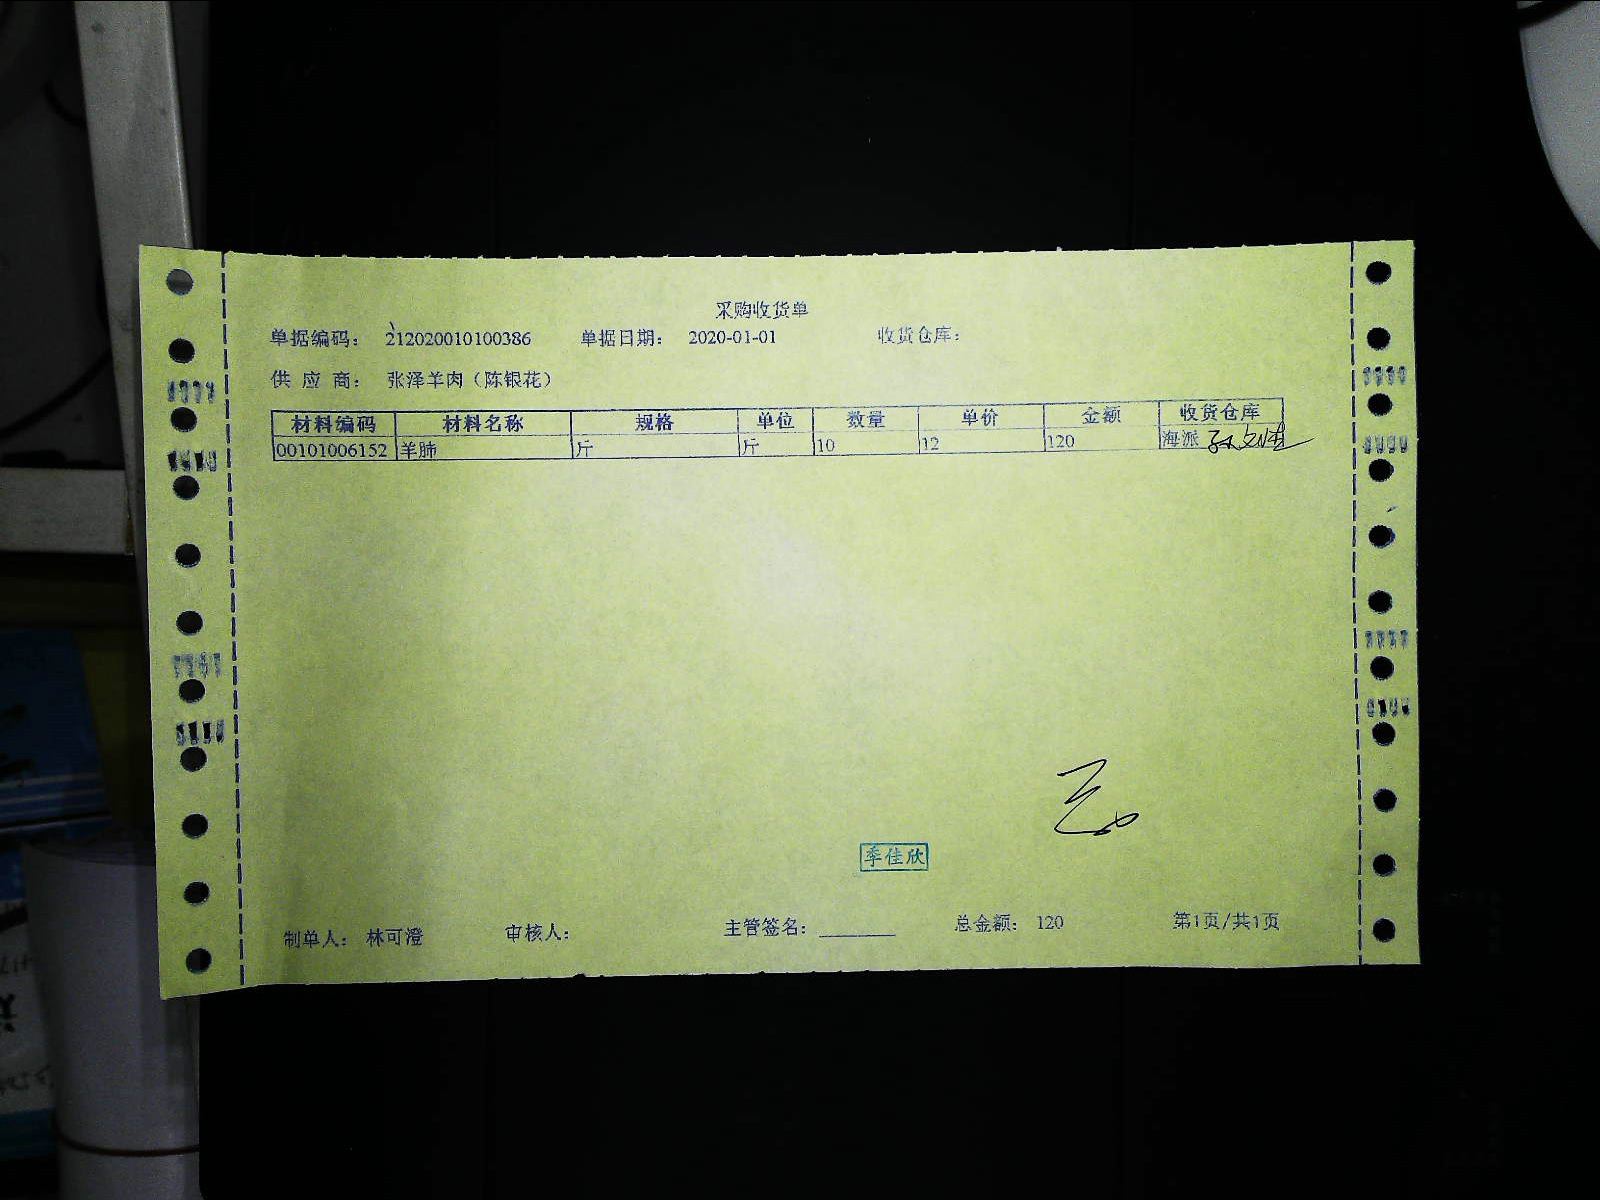 采购收货单
单据编码： 212020010100386 单据日期： 2020-01-01 收货仓库：
供 应 商： 张泽羊肉（陈银花）
材料编码 材料名称 规格 单位 数量 单价 金额 收货仓库
00101006152 羊肺 斤 斤 10 12 120 海派
季佳欣
制单人： 林可澄 审核人： 主管签名：________ 总金额： 120 第1页/共1页